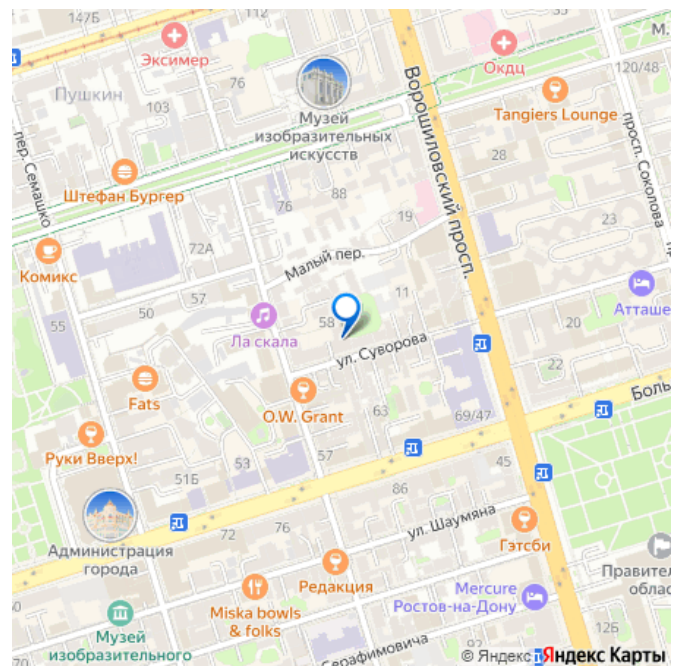 147Б
Эксимер
76
Окдц
М.
120/48
Пушкин
103
Музей
изобразительных
искусств
Ворошиловский просп.
Tangiers Lounge
просп. Соколова
пер. Семашко
Штефан Бургер
28
88
76
19
23
72А
Малый пер.
Комикс
57
50
11
Атташе
55
Ла скала
58
ул. Суворова
20
22
Fats
O.W. Grant
63
69/47
Боль
Руки Вверх!
53
57
51Б
45
86
72
76
ул. Шаумяна
Гэтсби
Администрация
города
Редакция
Правител
облас
Miska bowls
& folks
Mercure
Ростов-на-Дону
Музей
изобразительного
92
12Б
Серафимовича
© Яндекс
Яндекс Карты